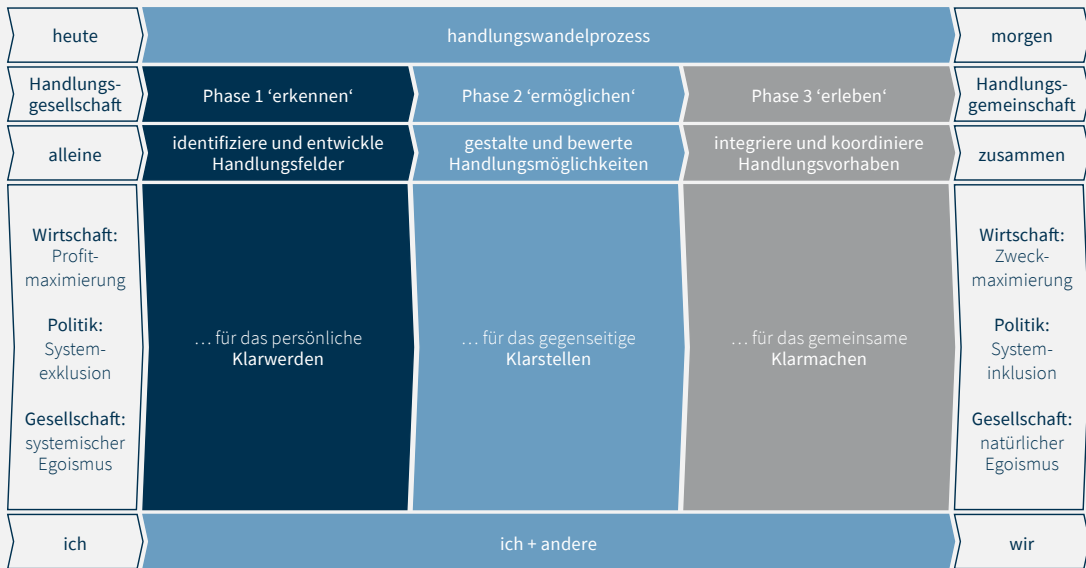 heute
handlungswandelprozess
morgen
Handlungs-
gesellschaft
Phase 1 ‘erkennen‘
Phase 2 ‘ermöglichen‘
Phase 3 ‘erleben‘
Handlungs-
gemeinschaft
alleine
identifiziere und entwickle
Handlungsfelder
gestalte und bewerte
Handlungsmöglichkeiten
integriere und koordiniere
Handlungsvorhaben
zusammen
Wirtschaft:
Profit-
maximierung
Politik:
System-
exklusion
Gesellschaft:
systemischer
Egoismus
… für das persönliche
Klarwerden
… für das gegenseitige
Klarstellen
… für das gemeinsame
Klarmachen
Wirtschaft:
Zweck-
maximierung
Politik:
System-
inklusion
Gesellschaft:
natürlicher
Egoismus
ich
ich + andere
wir